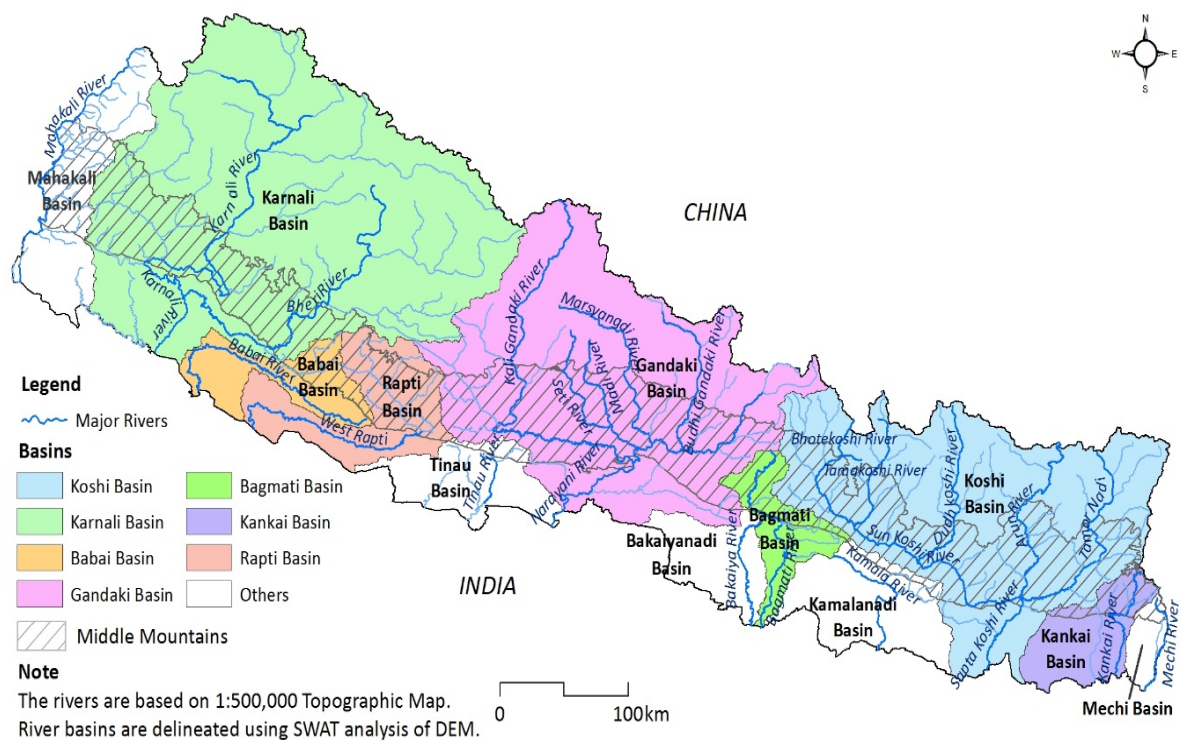 N
W
E
S
Mahakali River
Mahakali
Basin
Karnali River
Karnali
Basin
CHINA
Karnali River
Bheri River
Kali Gandaki River
Marsyangdi River
Madi River
Seti River
Gandaki
Basin
Budhi Gandaki River
Babai River
Babai
Basin
Rapti
Basin
West Rapti
Tinau
Basin
Tinau River
Narayani River
Bhotekoshi River
Tamakoshi River
Dudh koshi River
Koshi
Basin
Arun River
Tamor Nadi
Sun Koshi River
Bagmati
Basin
Bakaiyanadi
Basin
Bakaiya River
Bagmati River
Kamala River
Kamalanadi
Basin
Sapta Koshi River
Kankai
Basin
Kankai River
Mechi River
Mechi Basin
INDIA
Legend
Major Rivers
Basins
Koshi Basin
Bagmati Basin
Karnali Basin
Kankai Basin
Babai Basin
Rapti Basin
Gandaki Basin
Others
Middle Mountains
Note
The rivers are based on 1:500,000 Topographic Map.
River basins are delineated using SWAT analysis of DEM.
0
100km